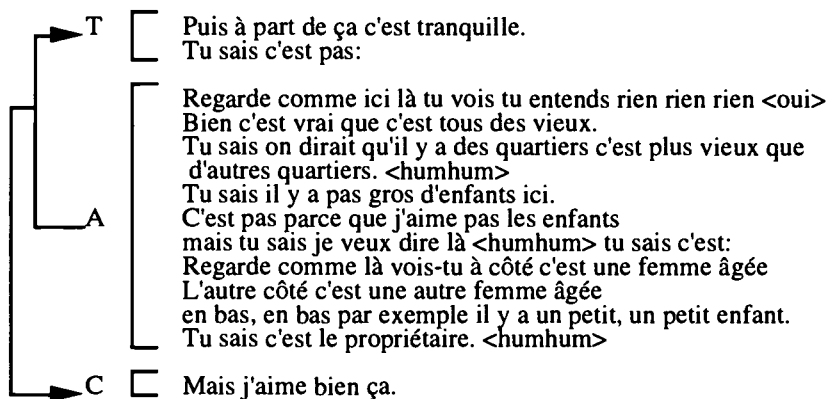 T Puis à part de ça c'est tranquille.
Tu sais c'est pas:
Regarde comme ici là tu vois tu entends rien rien rien <oui>
Bien c'est vrai que c'est tous des vieux.
Tu sais on dirait qu'il y a des quartiers c'est plus vieux que
d'autres quartiers. <humhum>
Tu sais il y a pas gros d'enfants ici.
A C'est pas parce que j'aime pas les enfants
mais tu sais je veux dire là <humhum> tu sais c'est:
Regarde comme là vois-tu à côté c'est une femme âgée
L'autre côté c'est une autre femme âgée
en bas, en bas par exemple il y a un petit, un petit enfant.
Tu sais c'est le propriétaire. <humhum>
C Mais j'aime bien ça.